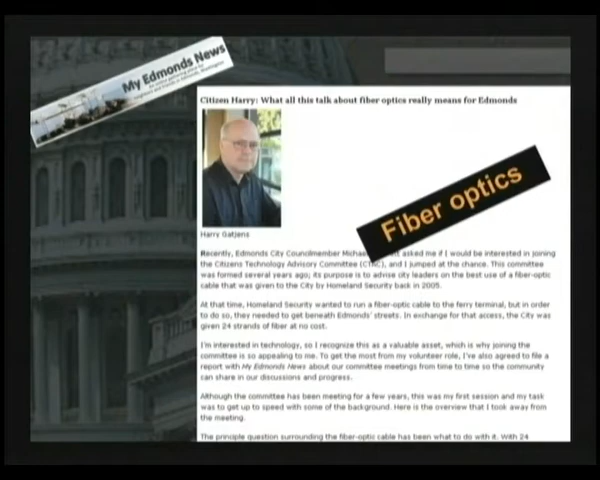 My Edmonds News
An online gathering place for
neighbors and friends in Edmonds, Washington
Citizen Harry: What all this talk about fiber optics really means for Edmonds
Fiber optics
Harry Gatjens
Recently, Edmonds City Councilmember Michael asked me if I would be interested in joining
the Citizens Technology Advisory Committee (CTAC), and I jumped at the chance. This committee
was formed several years ago; its purpose is to advise city leaders on the best use of a fiber-optic
cable that was given to the City by Homeland Security back in 2005.
At that time, Homeland Security wanted to run a fiber-optic cable to the ferry terminal, but in order
to do so, they needed to get beneath Edmonds' streets. In exchange for that access, the City was
given 24 strands of fiber at no cost.
I'm interested in technology, so I recognize this as a valuable asset, which is why joining the
committee is so appealing to me. To get the most from my volunteer role, I've also agreed to file a
report with My Edmonds News about our committee meetings from time to time so the community
can share in our discussions and progress.
Although the committee has been meeting for a few years, this was my first session and my task
was to get up to speed with some of the background. Here is the overview that I took away from
the meeting.
The principle question surrounding the fiber-optic cable has been what to do with it. With 24